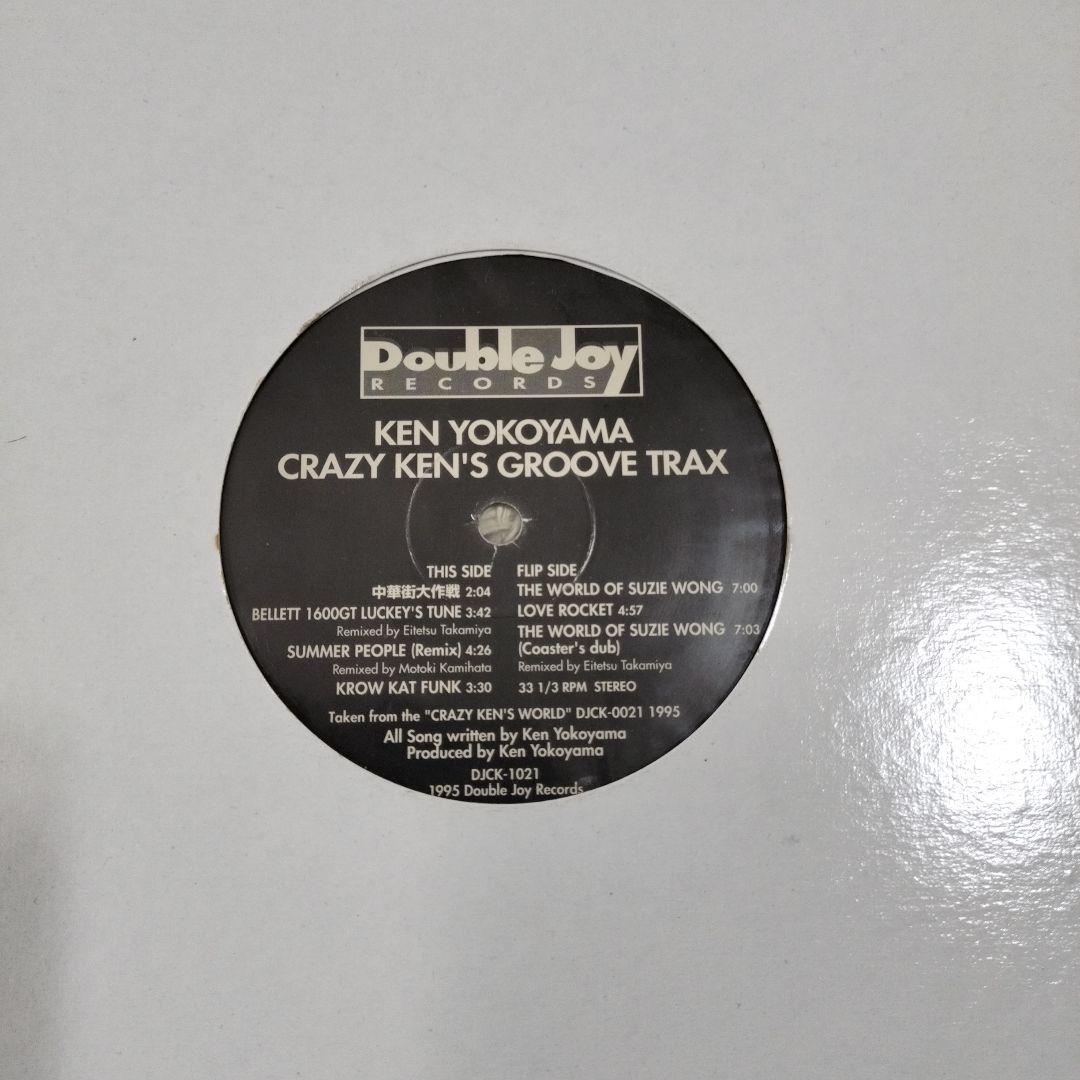 Double Joy
RECORDS
KEN YOKOYAMA
CRAZY KEN'S GROOVE TRAX
THIS SIDE
中華街大作戦 2:04
BELLETT 1600GT LUCKEY'S TUNE 3:42
Remixed by Eitetsu Takamiya
SUMMER PEOPLE (Remix) 4:26
Remixed by Motoki Kamihata
KROW KAT FUNK 3:30
FLIP SIDE
THE WORLD OF SUZIE WONG 7:00
LOVE ROCKET 4:57
THE WORLD OF SUZIE WONG 7:03
(Coaster's dub)
Remixed by Eitetsu Takamiya
33 1/3 RPM STEREO
Taken from the "CRAZY KEN'S WORLD" DJCK-0021 1995
All Song written by Ken Yokoyama
Produced by Ken Yokoyama
DJCK-1021
1995 Double Joy Records